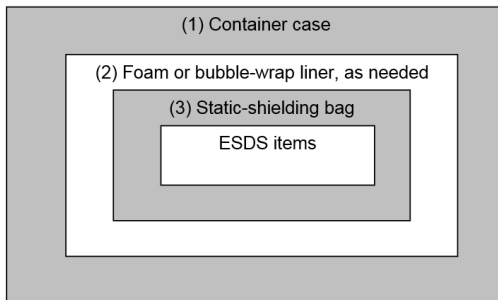 (1) Container case
(2) Foam or bubble-wrap liner, as needed
(3) Static-shielding bag
ESDS items